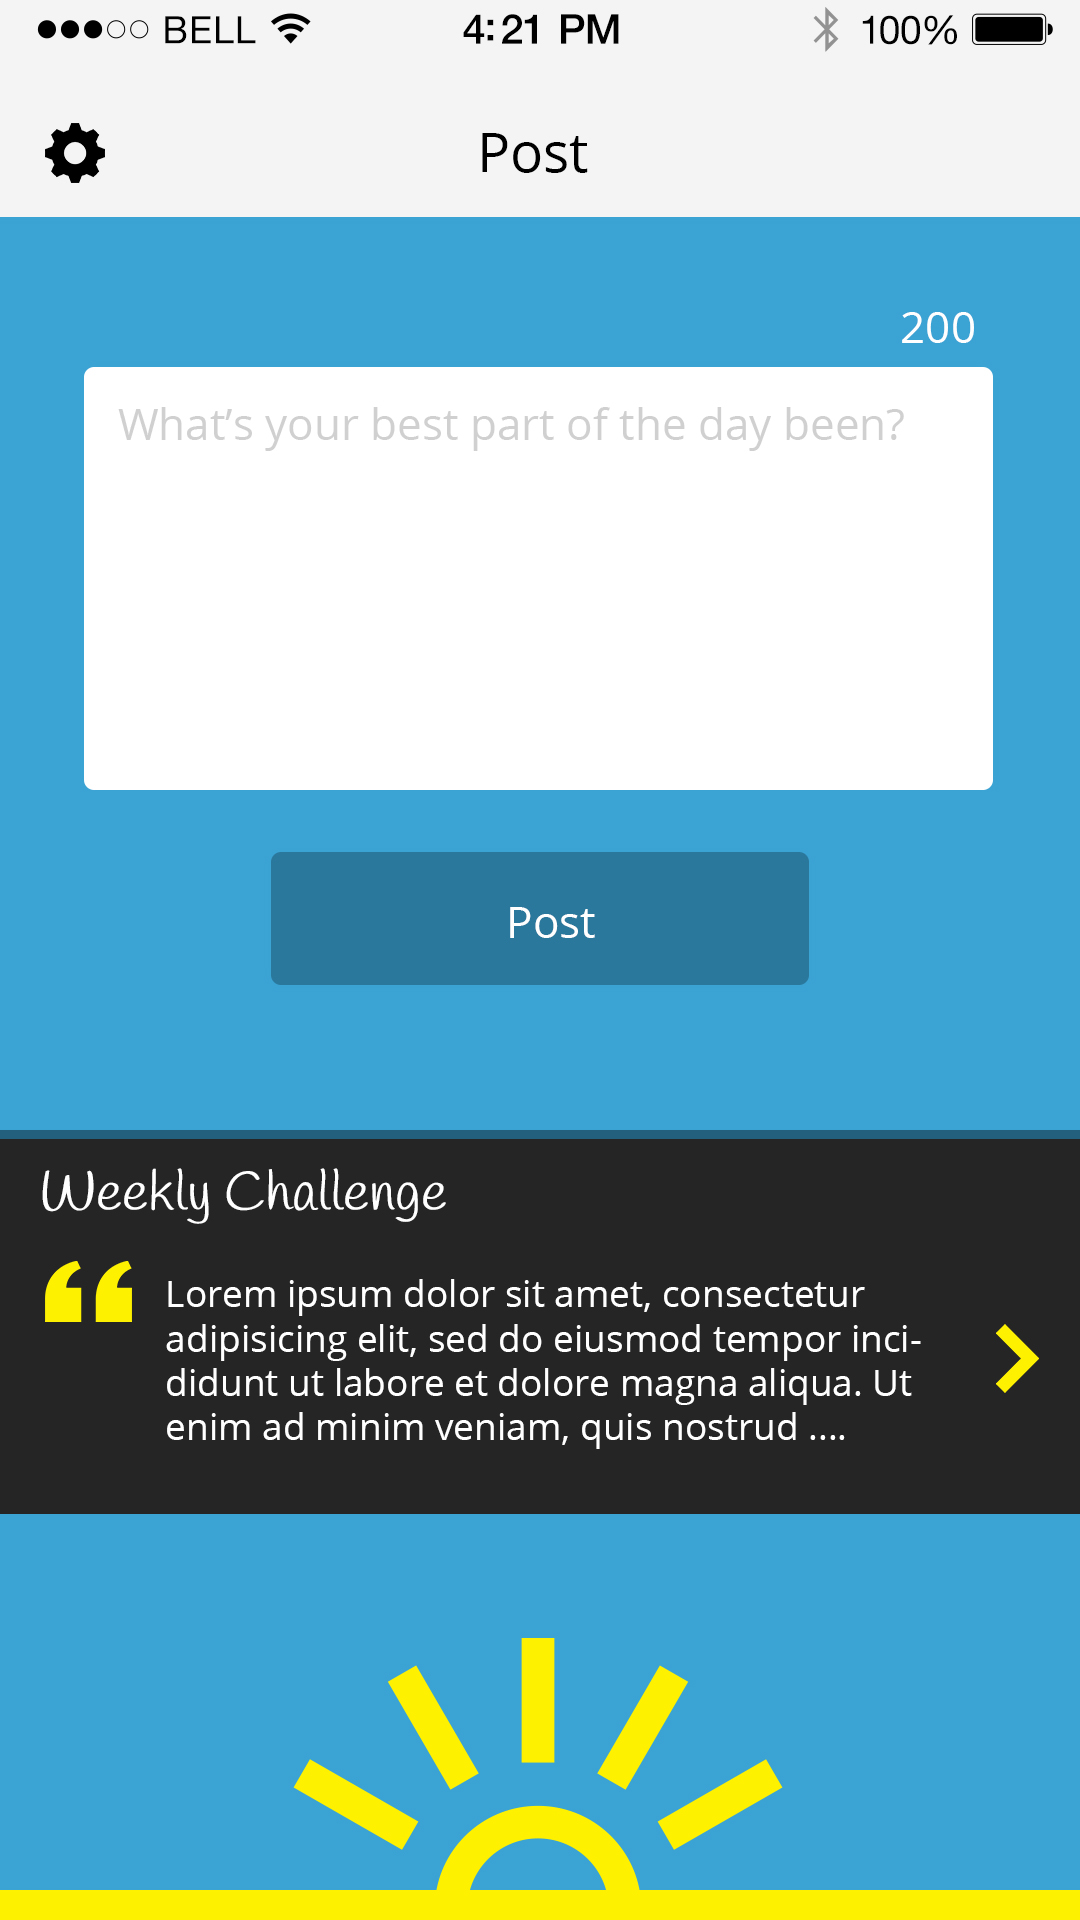 BELL 4:21 PM 100%
Post
200
What’s your best part of the day been?
Post
Weekly Challenge
Lorem ipsum dolor sit amet, consectetur
adipisicing elit, sed do eiusmod tempor inci-
didunt ut labore et dolore magna aliqua. Ut
enim ad minim veniam, quis nostrud ....